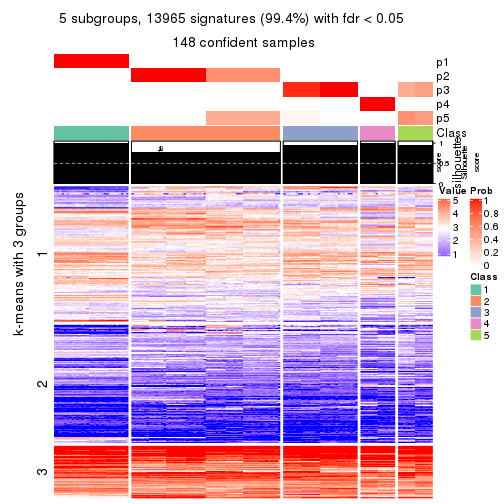 5 subgroups, 13965 signatures (99.4%) with fdr < 0.05
148 confident samples
p1
p2
p3
p4
p5
Class
1
0.5
0
silhouette
Silhouette
score
k-means with 3 groups
1
2
3
Value
5
4
3
2
1
Prob
1
0.8
0.6
0.4
0.2
0
Class
1
2
3
4
5